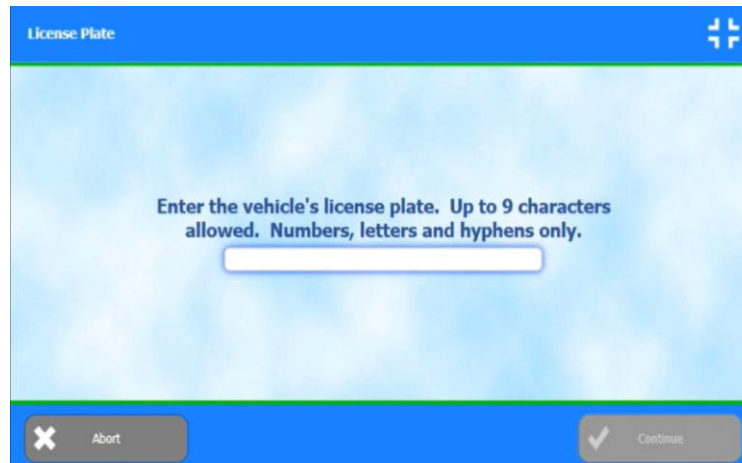 License Plate
Enter the vehicle's license plate.  Up to 9 characters
allowed.  Numbers, letters and hyphens only.
Abort
Continue